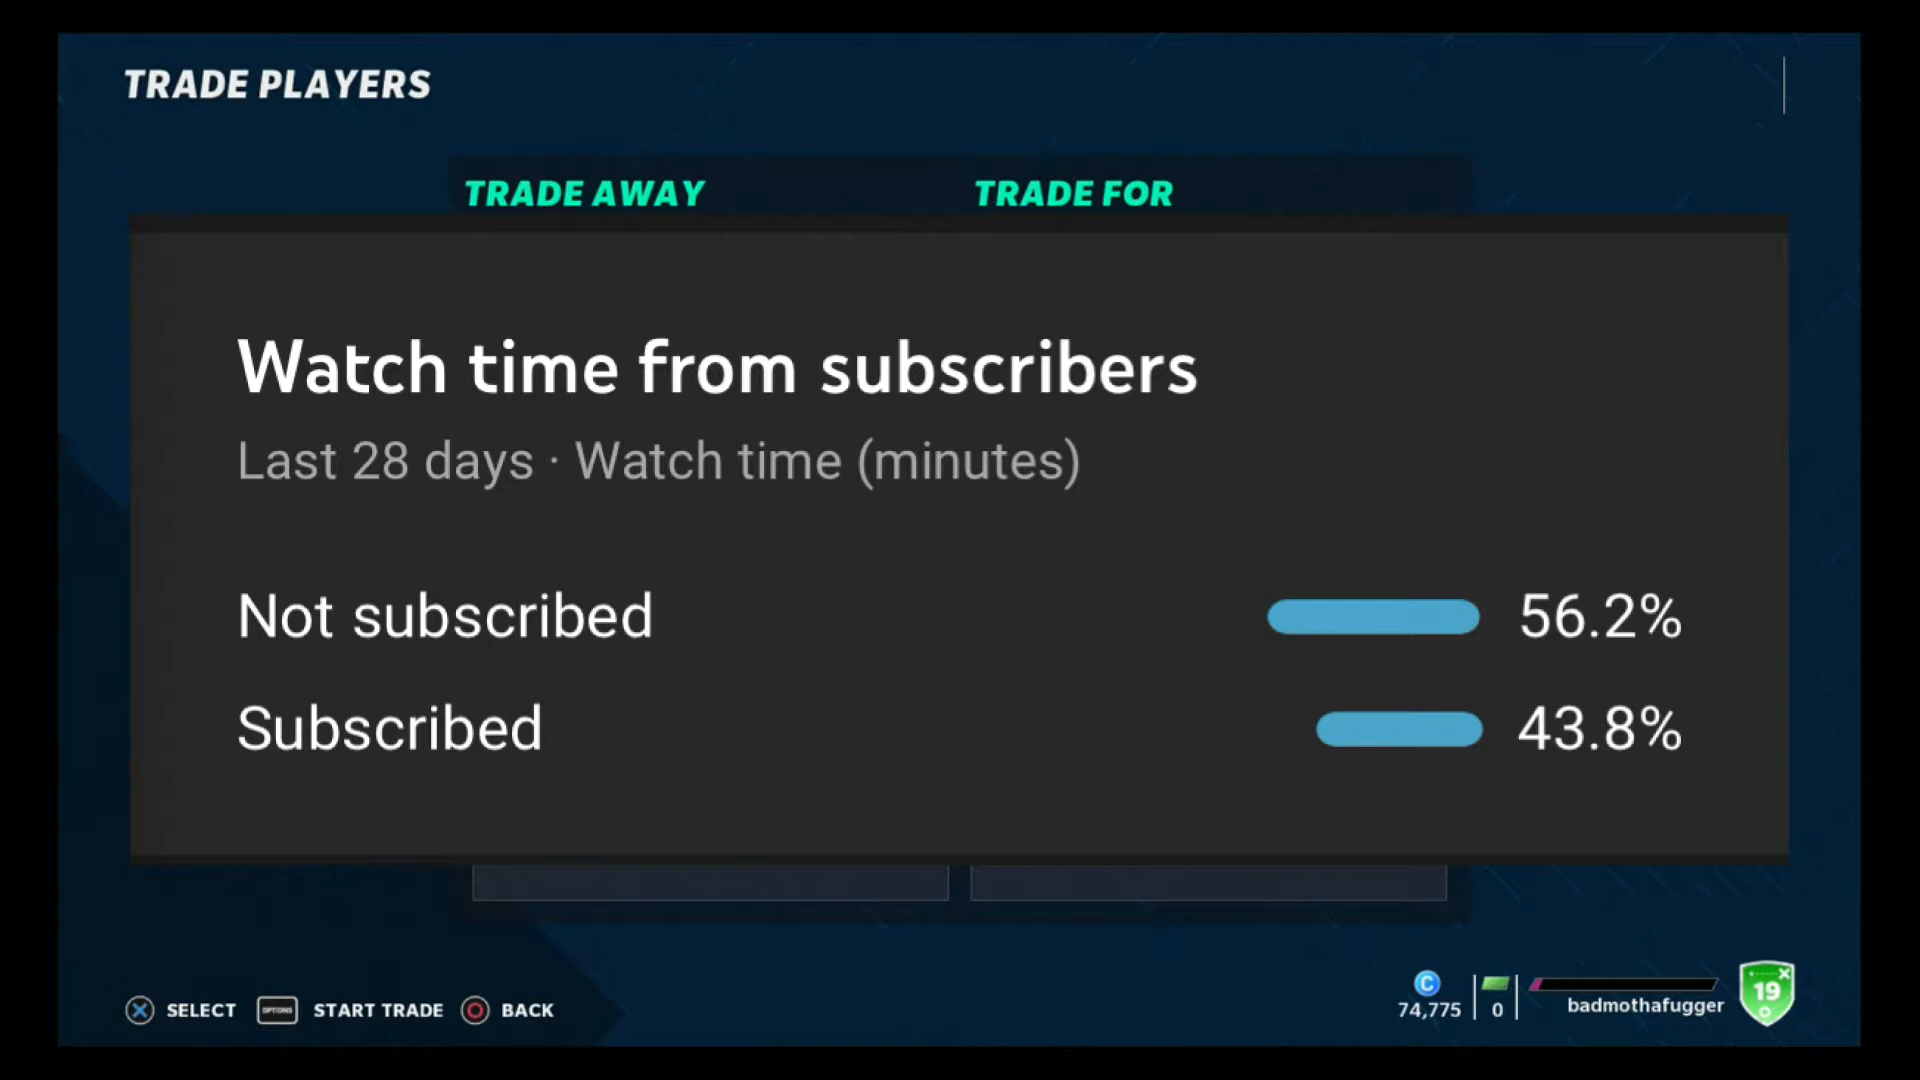 TRADE PLAYERS
TRADE AWAY TRADE FOR
Watch time from subscribers
Last 28 days · Watch time (minutes)
Not subscribed 56.2%
Subscribed 43.8%
SELECT OPTIONS START TRADE BACK
C
74,775 0 badmothafugger 19